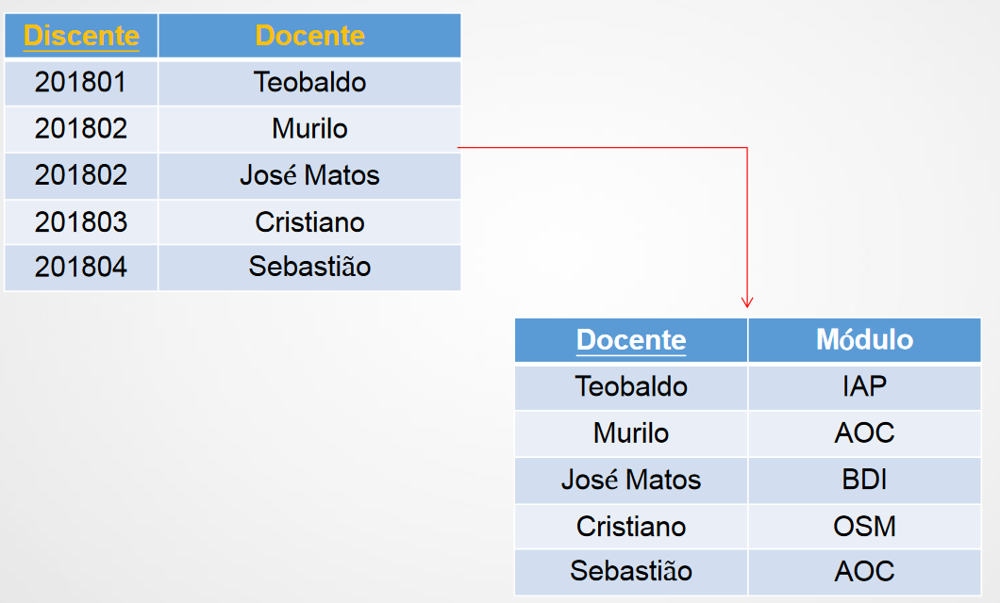 Discente Docente
201801 Teobaldo
201802 Murilo
201802 José Matos
201803 Cristiano
201804 Sebastião
Docente Módulo
Teobaldo IAP
Murilo AOC
José Matos BDI
Cristiano OSM
Sebastião AOC